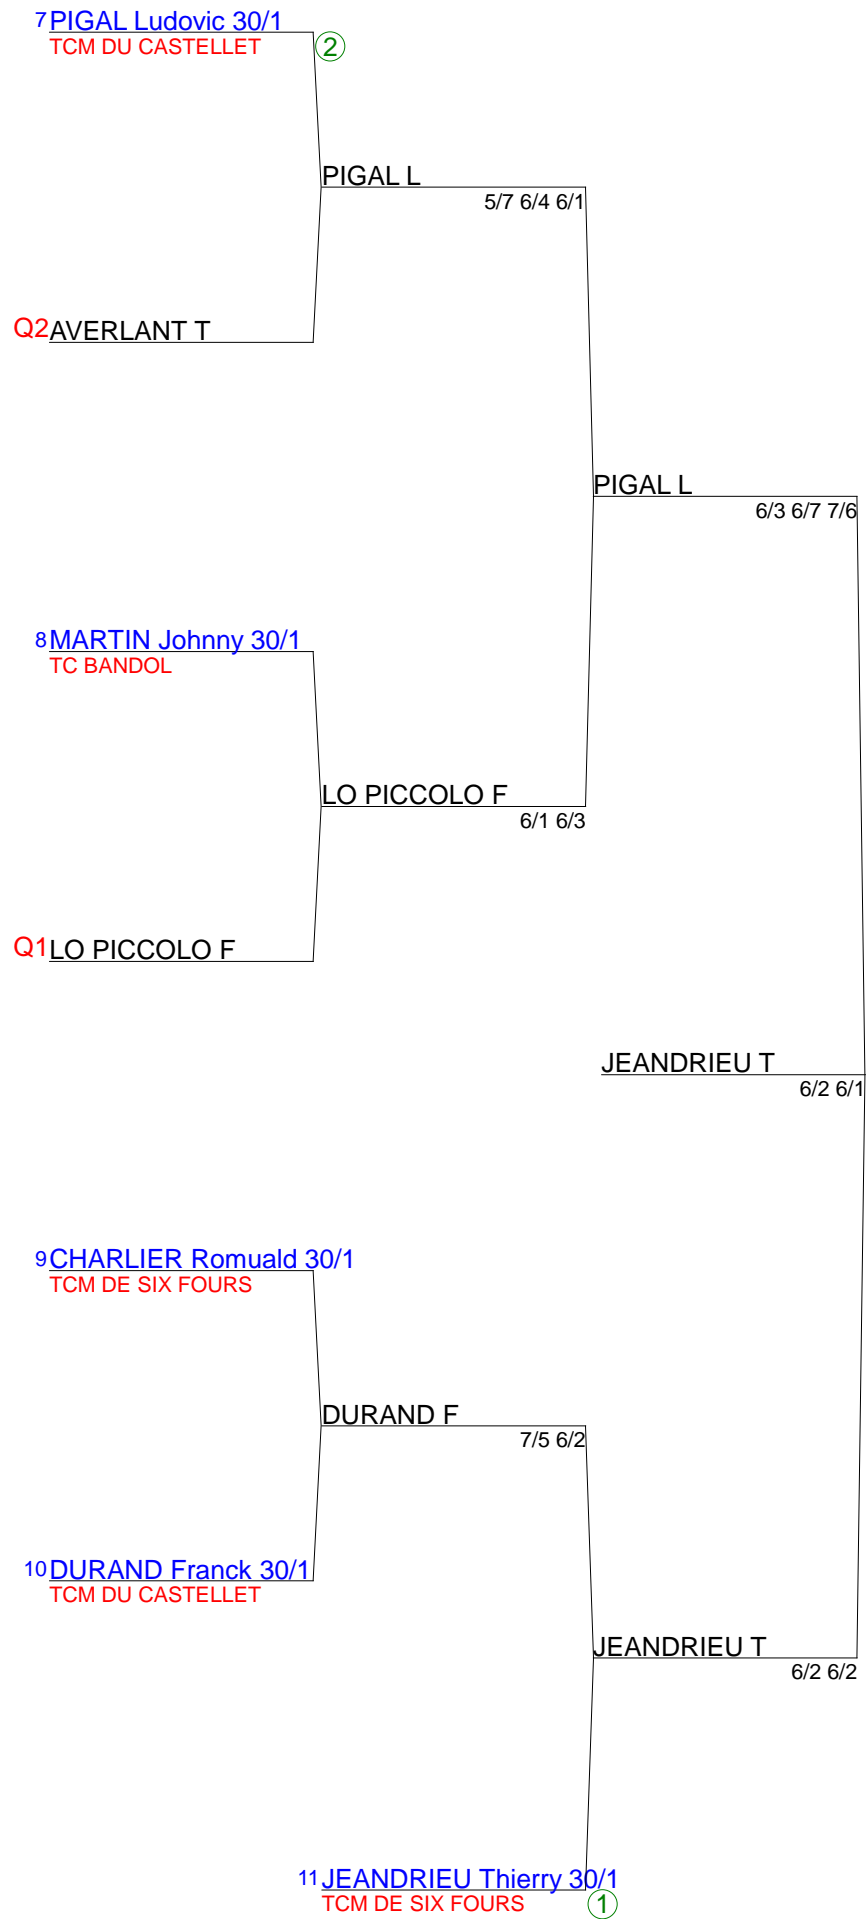 7 PIGAL Ludovic 30/1
TCM DU CASTELLET
2
PIGAL L
5/7 6/4 6/1
Q2 AVERLANT T
PIGAL L
6/3 6/7 7/6
8 MARTIN Johnny 30/1
TC BANDOL
LO PICCOLO F
6/1 6/3
Q1 LO PICCOLO F
JEANDRIEU T
6/2 6/1
9 CHARLIER Romuald 30/1
TCM DE SIX FOURS
DURAND F
7/5 6/2
10 DURAND Franck 30/1
TCM DU CASTELLET
JEANDRIEU T
6/2 6/2
11 JEANDRIEU Thierry 30/1
TCM DE SIX FOURS
1